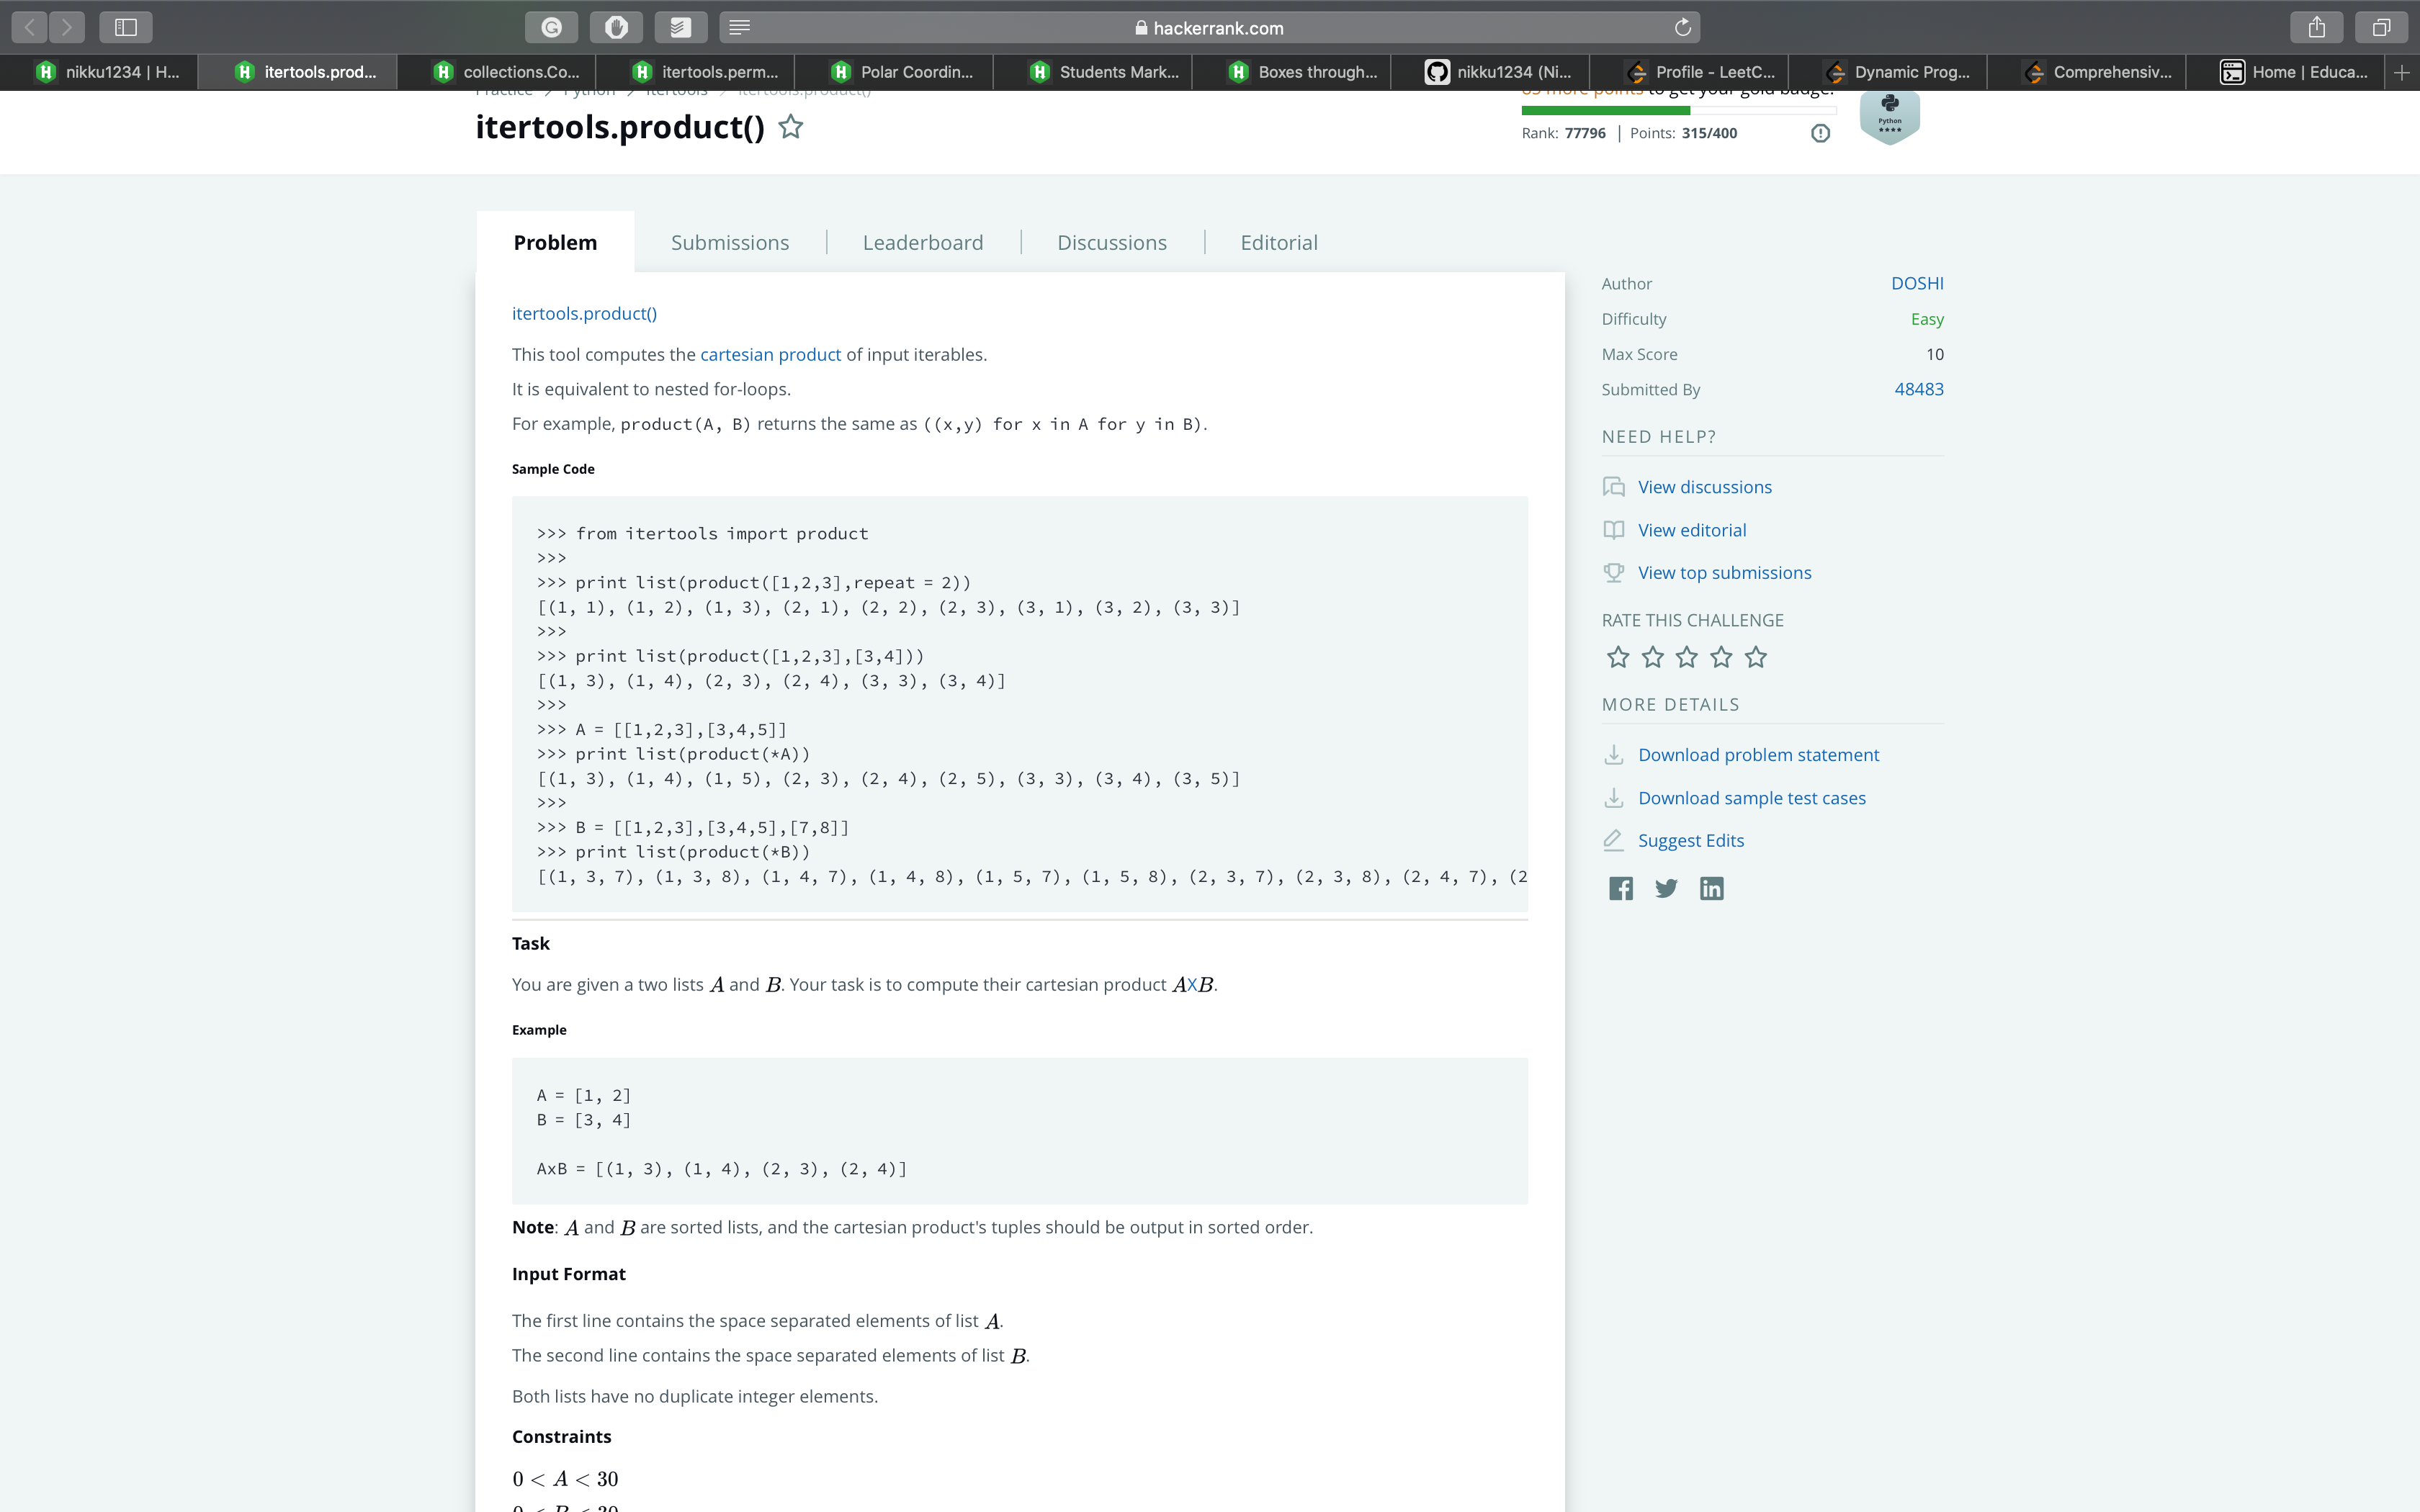 hackerrank.com
nikku1234 | H...
itertools.prod...
collections.Co...
itertools.perm...
Polar Coordin...
Students Mark...
Boxes through...
nikku1234 (Ni...
Profile - LeetC...
Dynamic Prog...
Comprehensiv...
Home | Educa...
Practice > Python > Itertools > itertools.product()
itertools.product()
85 more points to get your gold badge!
Rank: 77796 | Points: 315/400
Python
Problem
Submissions
Leaderboard
Discussions
Editorial
itertools.product()
This tool computes the cartesian product of input iterables.
It is equivalent to nested for-loops.
For example, product(A, B) returns the same as ((x,y) for x in A for y in B).
Sample Code
>>> from itertools import product
>>>
>>> print list(product([1,2,3],repeat = 2))
[(1, 1), (1, 2), (1, 3), (2, 1), (2, 2), (2, 3), (3, 1), (3, 2), (3, 3)]
>>>
>>> print list(product([1,2,3],[3,4]))
[(1, 3), (1, 4), (2, 3), (2, 4), (3, 3), (3, 4)]
>>>
>>> A = [[1,2,3],[3,4,5]]
>>> print list(product(*A))
[(1, 3), (1, 4), (1, 5), (2, 3), (2, 4), (2, 5), (3, 3), (3, 4), (3, 5)]
>>>
>>> B = [[1,2,3],[3,4,5],[7,8]]
>>> print list(product(*B))
[(1, 3, 7), (1, 3, 8), (1, 4, 7), (1, 4, 8), (1, 5, 7), (1, 5, 8), (2, 3, 7), (2, 3, 8), (2, 4, 7), (2
Task
You are given a two lists A and B. Your task is to compute their cartesian product AXB.
Example
A = [1, 2]
B = [3, 4]
AxB = [(1, 3), (1, 4), (2, 3), (2, 4)]
Note: A and B are sorted lists, and the cartesian product's tuples should be output in sorted order.
Input Format
The first line contains the space separated elements of list A.
The second line contains the space separated elements of list B.
Both lists have no duplicate integer elements.
Constraints
0 < A < 30
0 < B < 30
Author DOSHI
Difficulty Easy
Max Score 10
Submitted By 48483
NEED HELP?
View discussions
View editorial
View top submissions
RATE THIS CHALLENGE
MORE DETAILS
Download problem statement
Download sample test cases
Suggest Edits